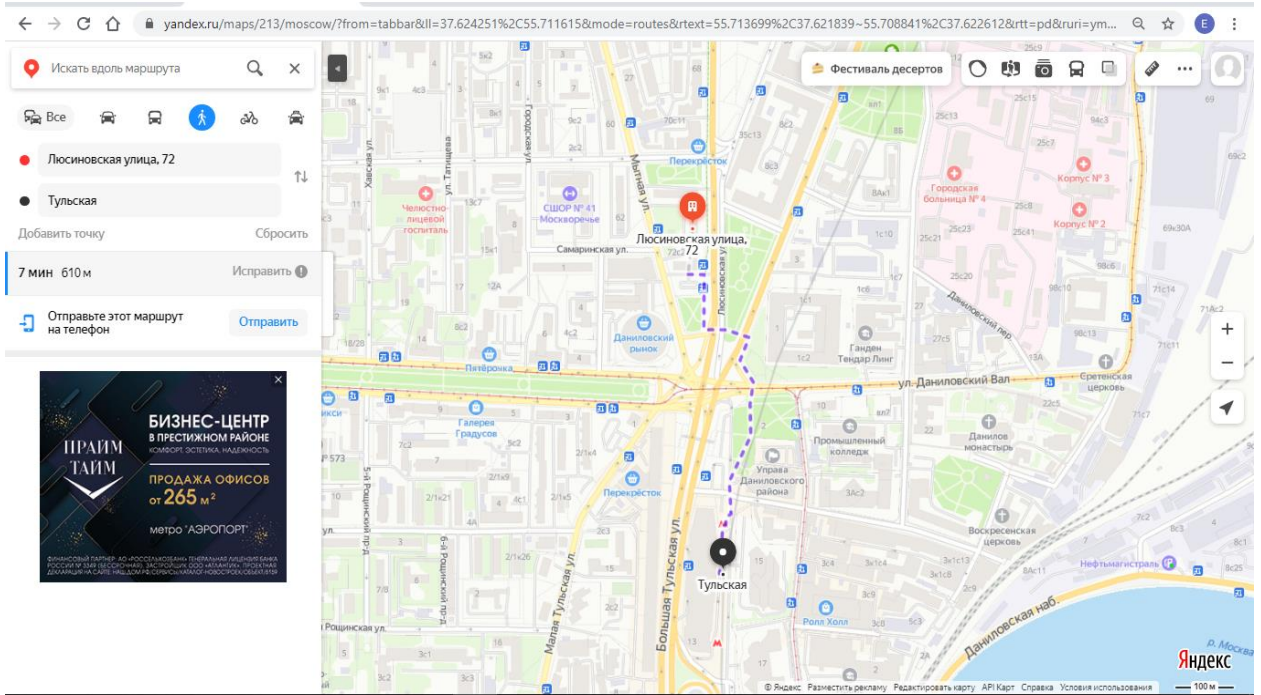 yandex.ru/maps/213/moscow/?from=tabbar&ll=37.624251%2C55.711615&mode=routes&rtext=55.713699%2C37.621839~55.708841%2C37.622612&rtt=pd&ruri=ym...
E
Искать вдоль маршрута
Все
Люсиновская улица, 72
Тульская
Добавить точку
Сбросить
7 мин 610 м
Исправить
Отправьте этот маршрут
на телефон
Отправить
ПРАЙМ
ТАЙМ
БИЗНЕС-ЦЕНТР
В ПРЕСТИЖНОМ РАЙОНЕ
КОМФОРТ, ЭСТЕТИКА, НАДЕЖНОСТЬ
ПРОДАЖА ОФИСОВ
от 265 м²
метро "АЭРОПОРТ"
Фестиваль десертов
Хавская ул.
ул. Татищева
Городская ул.
Мытная ул.
Перекрёсток
Челюстно-
лицевой
госпиталь
СШОР № 41
Москворечье
Самаринская ул.
Люсиновская улица,
72
Люсиновская ул.
Городская
больница № 4
Корпус № 3
Корпус № 2
Даниловский пер.
Даниловский
рынок
Пятёрочка
Ганден
Тендар Линг
ул. Даниловский Вал
Сретенская
церковь
Галерея
Градусов
Промышленный
колледж
Данилов
монастырь
Управа
Даниловского
района
Перекрёсток
5-й Рощинский пр-д
6-й Рощинский пр-д
Воскресенская
церковь
Нефтьмагистраль
Малая Тульская ул.
Большая Тульская ул.
Тульская
Рощинская ул.
Ролл Холл
Даниловская наб.
р. Москва
Яндекс
© Яндекс Разместить рекламу Редактировать карту API Карт Справка Условия использования
100 м